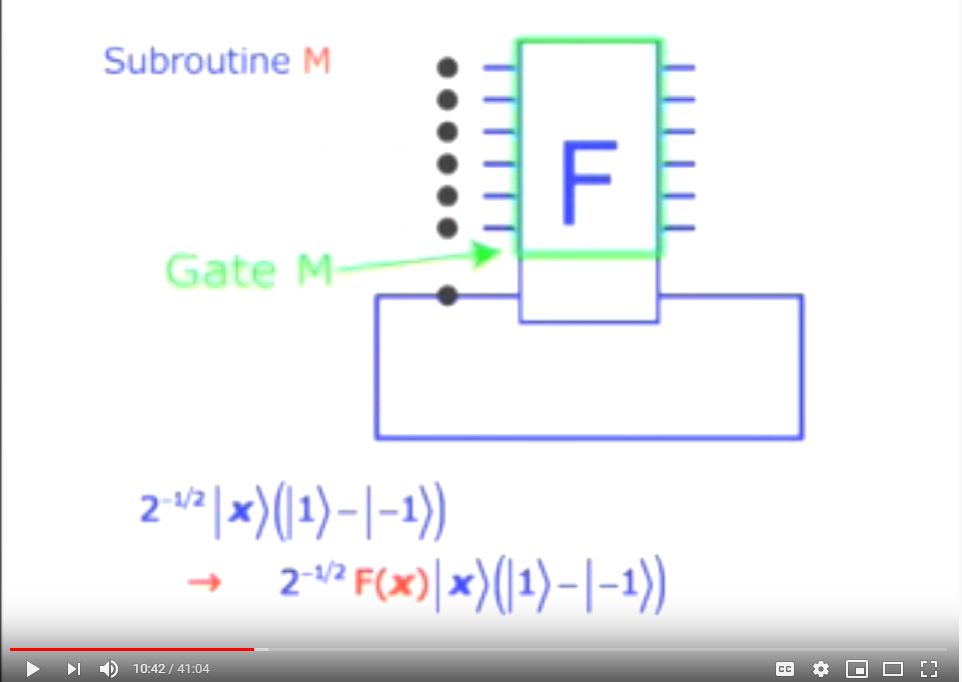 Subroutine M
F
Gate M
2⁻¹/² |x⟩(|1⟩−|−1⟩)
→ 2⁻¹/² F(x)|x⟩(|1⟩−|−1⟩)
10:42 / 41:04
CC